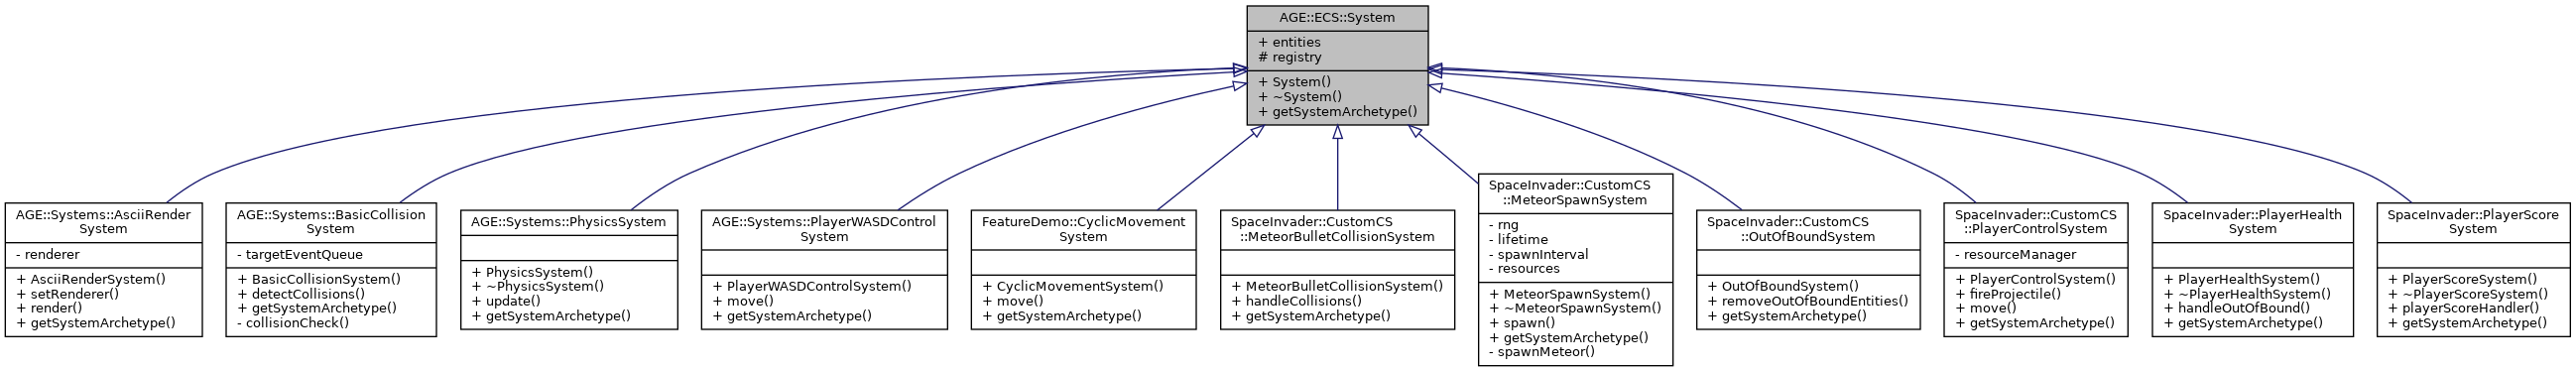 AGE::ECS::System
+ entities
# registry
+ System()
+ ~System()
+ getSystemArchetype()
AGE::Systems::AsciiRender
System
- renderer
+ AsciiRenderSystem()
+ setRenderer()
+ render()
+ getSystemArchetype()
AGE::Systems::BasicCollision
System
- targetEventQueue
+ BasicCollisionSystem()
+ detectCollisions()
+ getSystemArchetype()
- collisionCheck()
AGE::Systems::PhysicsSystem
+ PhysicsSystem()
+ ~PhysicsSystem()
+ update()
+ getSystemArchetype()
AGE::Systems::PlayerWASDControl
System
+ PlayerWASDControlSystem()
+ move()
+ getSystemArchetype()
FeatureDemo::CyclicMovement
System
+ CyclicMovementSystem()
+ move()
+ getSystemArchetype()
SpaceInvader::CustomCS
::MeteorBulletCollisionSystem
+ MeteorBulletCollisionSystem()
+ handleCollisions()
+ getSystemArchetype()
SpaceInvader::CustomCS
::MeteorSpawnSystem
- rng
- lifetime
- spawnInterval
- resources
+ MeteorSpawnSystem()
+ ~MeteorSpawnSystem()
+ spawn()
+ getSystemArchetype()
- spawnMeteor()
SpaceInvader::CustomCS
::OutOfBoundSystem
+ OutOfBoundSystem()
+ removeOutOfBoundEntities()
+ getSystemArchetype()
SpaceInvader::CustomCS
::PlayerControlSystem
- resourceManager
+ PlayerControlSystem()
+ fireProjectile()
+ move()
+ getSystemArchetype()
SpaceInvader::PlayerHealth
System
+ PlayerHealthSystem()
+ ~PlayerHealthSystem()
+ handleOutOfBound()
+ getSystemArchetype()
SpaceInvader::PlayerScore
System
+ PlayerScoreSystem()
+ ~PlayerScoreSystem()
+ playerScoreHandler()
+ getSystemArchetype()